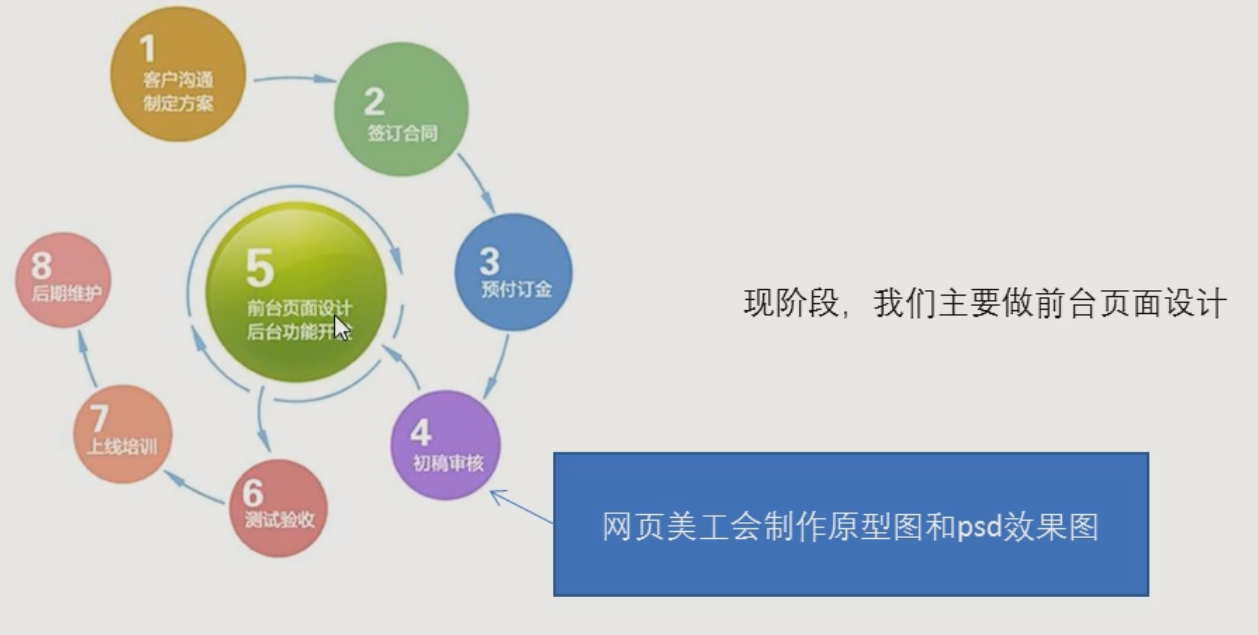 1
客户沟通
制定方案
2
签订合同
3
预付订金
4
初稿审核
5
前台页面设计
后台功能开
6
测试验收
7
上线培训
8
后期维护
现阶段，我们主要做前台页面设计
网页美工会制作原型图和psd效果图